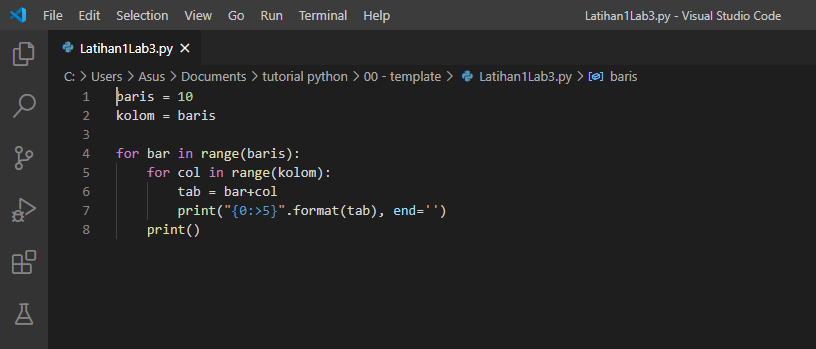 File Edit Selection View Go Run Terminal Help Latihan1Lab3.py - Visual Studio Code
Latihan1Lab3.py ×
C: > Users > Asus > Documents > tutorial python > 00 - template > Latihan1Lab3.py > baris
1 baris = 10
2 kolom = baris
3
4 for bar in range(baris):
5     for col in range(kolom):
6         tab = bar+col
7         print("{0:>5}".format(tab), end='')
8     print()